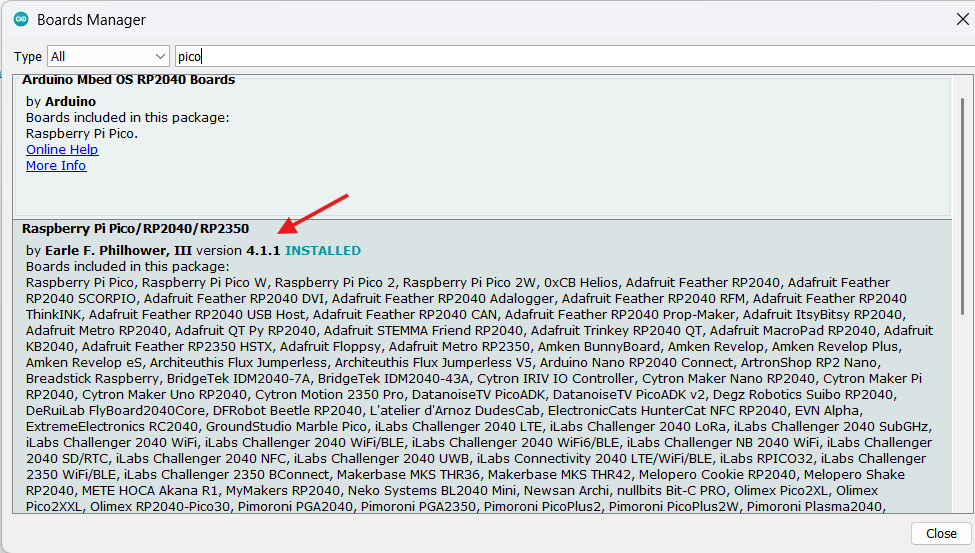 Boards Manager
Type All pico
Arduino Mbed OS RP2040 Boards
by Arduino
Boards included in this package:
Raspberry Pi Pico.
Online Help
More Info
Raspberry Pi Pico/RP2040/RP2350
by Earle F. Philhower, III version 4.1.1 INSTALLED
Boards included in this package:
Raspberry Pi Pico, Raspberry Pi Pico W, Raspberry Pi Pico 2, Raspberry Pi Pico 2W, 0xCB Helios, Adafruit Feather RP2040, Adafruit Feather
RP2040 SCORPIO, Adafruit Feather RP2040 DVI, Adafruit Feather RP2040 Adalogger, Adafruit Feather RP2040 RFM, Adafruit Feather RP2040
ThinkINK, Adafruit Feather RP2040 USB Host, Adafruit Feather RP2040 CAN, Adafruit Feather RP2040 Prop-Maker, Adafruit ItsyBitsy RP2040,
Adafruit Metro RP2040, Adafruit QT Py RP2040, Adafruit STEMMA Friend RP2040, Adafruit Trinkey RP2040 QT, Adafruit MacroPad RP2040, Adafruit
KB2040, Adafruit Feather RP2350 HSTX, Adafruit Floppsy, Adafruit Metro RP2350, Amken BunnyBoard, Amken Revelop, Amken Revelop Plus,
Amken Revelop eS, Architeuthis Flux Jumperless, Architeuthis Flux Jumperless V5, Arduino Nano RP2040 Connect, ArtronShop RP2 Nano,
Breadstick Raspberry, BridgeTek IDM2040-7A, BridgeTek IDM2040-43A, Cytron IRIV IO Controller, Cytron Maker Nano RP2040, Cytron Maker Pi
RP2040, Cytron Maker Uno RP2040, Cytron Motion 2350 Pro, DatanoiseTV PicoADK, DatanoiseTV PicoADK v2, Degz Robotics Suibo RP2040,
DeRuiLab FlyBoard2040Core, DFRobot Beetle RP2040, L'atelier d'Arnoz DudesCab, ElectronicCats HunterCat NFC RP2040, EVN Alpha,
ExtremeElectronics RC2040, GroundStudio Marble Pico, iLabs Challenger 2040 LTE, iLabs Challenger 2040 LoRa, iLabs Challenger 2040 SubGHz,
iLabs Challenger 2040 WiFi, iLabs Challenger 2040 WiFi/BLE, iLabs Challenger 2040 WiFi6/BLE, iLabs Challenger NB 2040 WiFi, iLabs Challenger
2040 SD/RTC, iLabs Challenger 2040 NFC, iLabs Challenger 2040 UWB, iLabs Connectivity 2040 LTE/WiFi/BLE, iLabs RPICO32, iLabs Challenger
2350 WiFi/BLE, iLabs Challenger 2350 BConnect, Makerbase MKS THR36, Makerbase MKS THR42, Melopero Cookie RP2040, Melopero Shake
RP2040, METE HOCA Akana R1, MyMakers RP2040, Neko Systems BL2040 Mini, Newsan Archi, nullbits Bit-C PRO, Olimex Pico2XL, Olimex
Pico2XXL, Olimex RP2040-Pico30, Pimoroni PGA2040, Pimoroni PGA2350, Pimoroni PicoPlus2, Pimoroni PicoPlus2W, Pimoroni Plasma2040,
Close